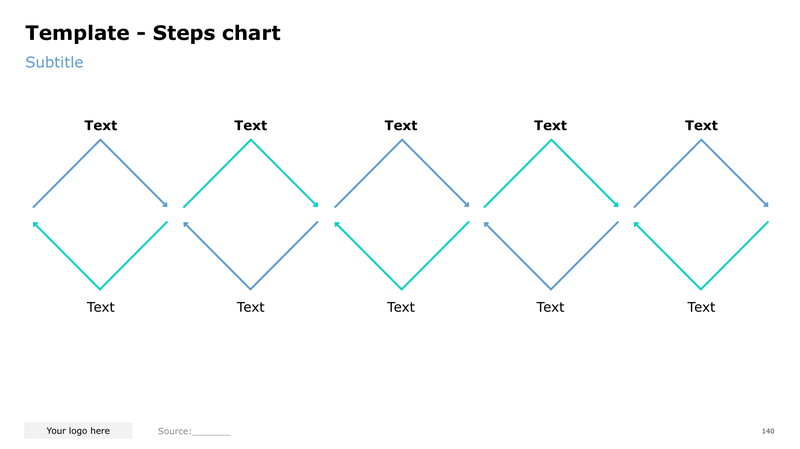 Template - Steps chart
Subtitle
Text Text Text Text Text
Text Text Text Text Text
Your logo here Source:_______ 140